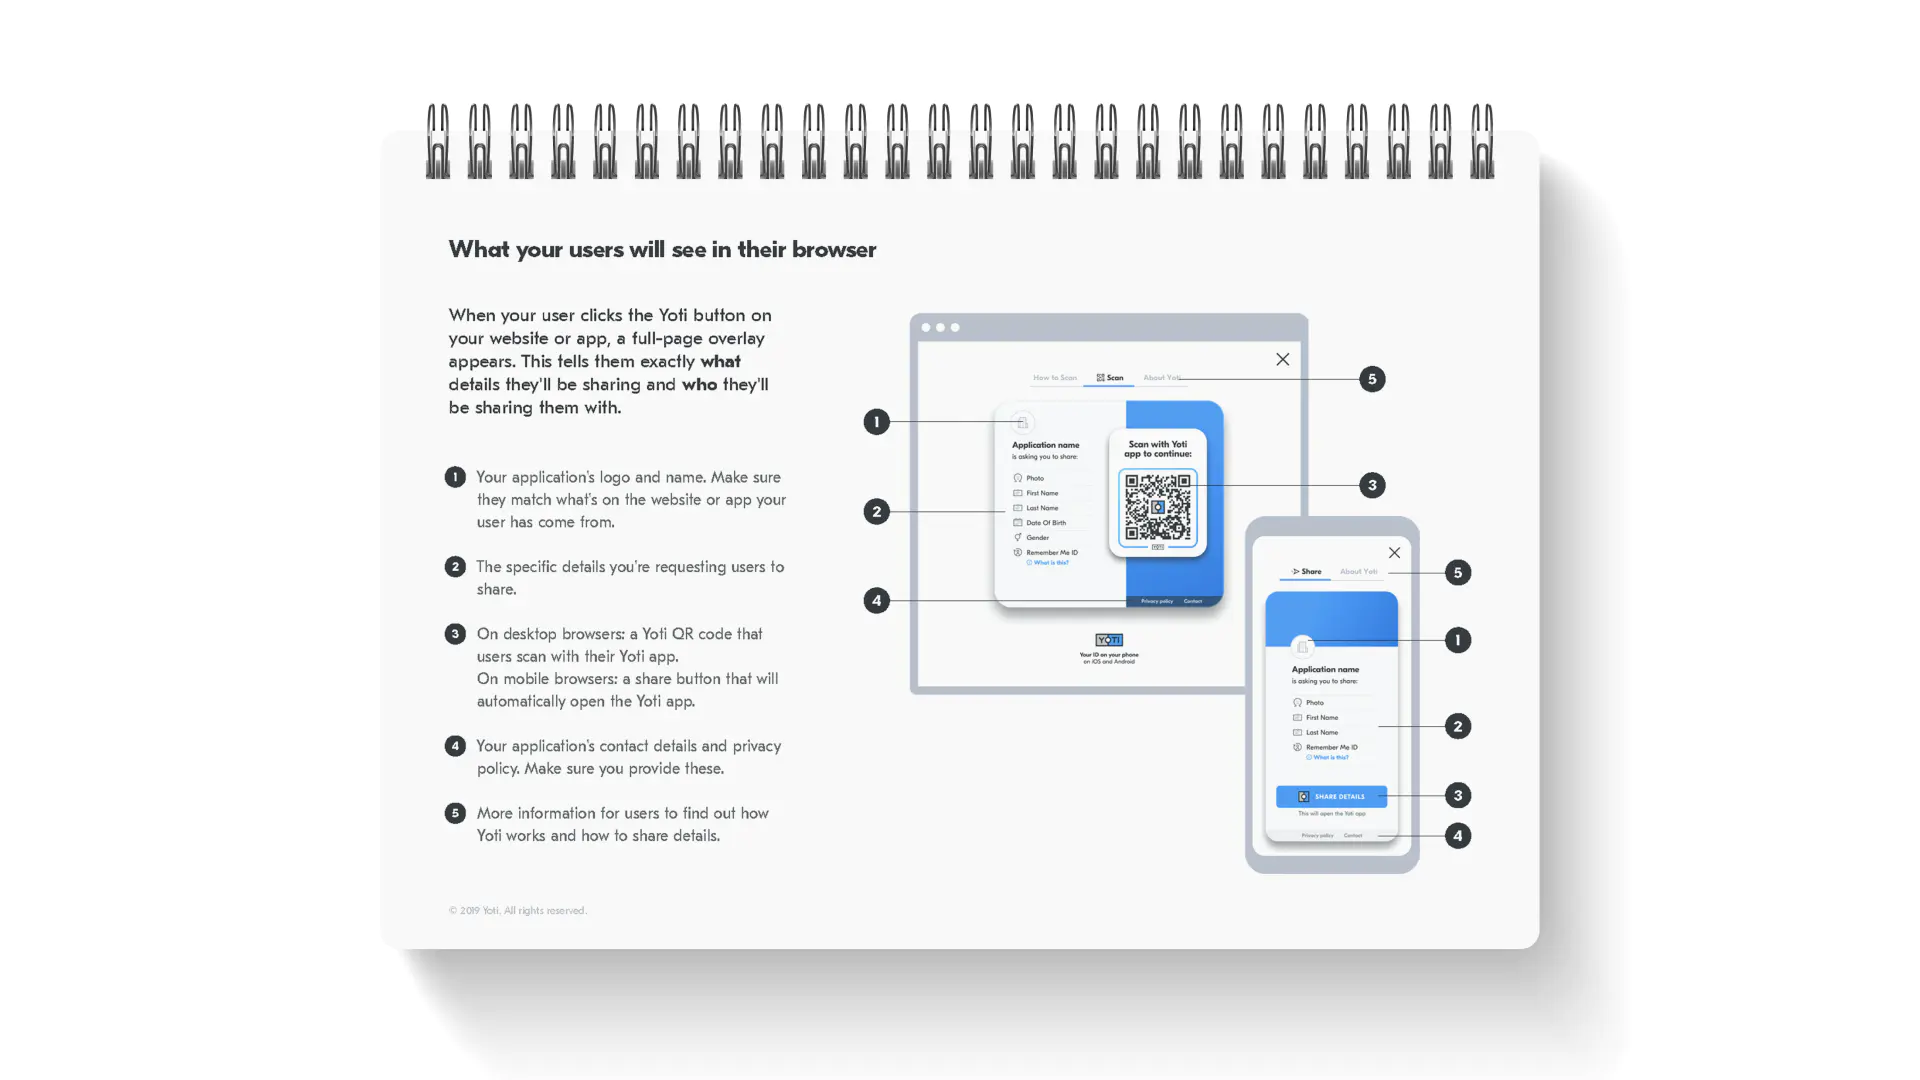 What your users will see in their browser
When your user clicks the Yoti button on
your website or app, a full-page overlay
appears. This tells them exactly what
details they'll be sharing and who they'll
be sharing them with.
1 Your application's logo and name. Make sure
they match what's on the website or app your
user has come from.
2 The specific details you're requesting users to
share.
3 On desktop browsers: a Yoti QR code that
users scan with their Yoti app.
On mobile browsers: a share button that will
automatically open the Yoti app.
4 Your application's contact details and privacy
policy. Make sure you provide these.
5 More information for users to find out how
Yoti works and how to share details.
© 2019 Yoti. All rights reserved.
How to Scan Scan About Yoti
5
1
Application name
is asking you to share:
Photo
First Name
Last Name
Date Of Birth
Gender
Remember Me ID
What is this?
2
Scan with Yoti
app to continue:
YOTI
3
4
Privacy policy Contact
YOTI
Your ID on your phone
on iOS and Android
Share About Yoti
5
1
Application name
is asking you to share:
Photo
First Name
Last Name
Remember Me ID
What is this?
2
SHARE DETAILS
3
This will open the Yoti app
Privacy policy Contact
4